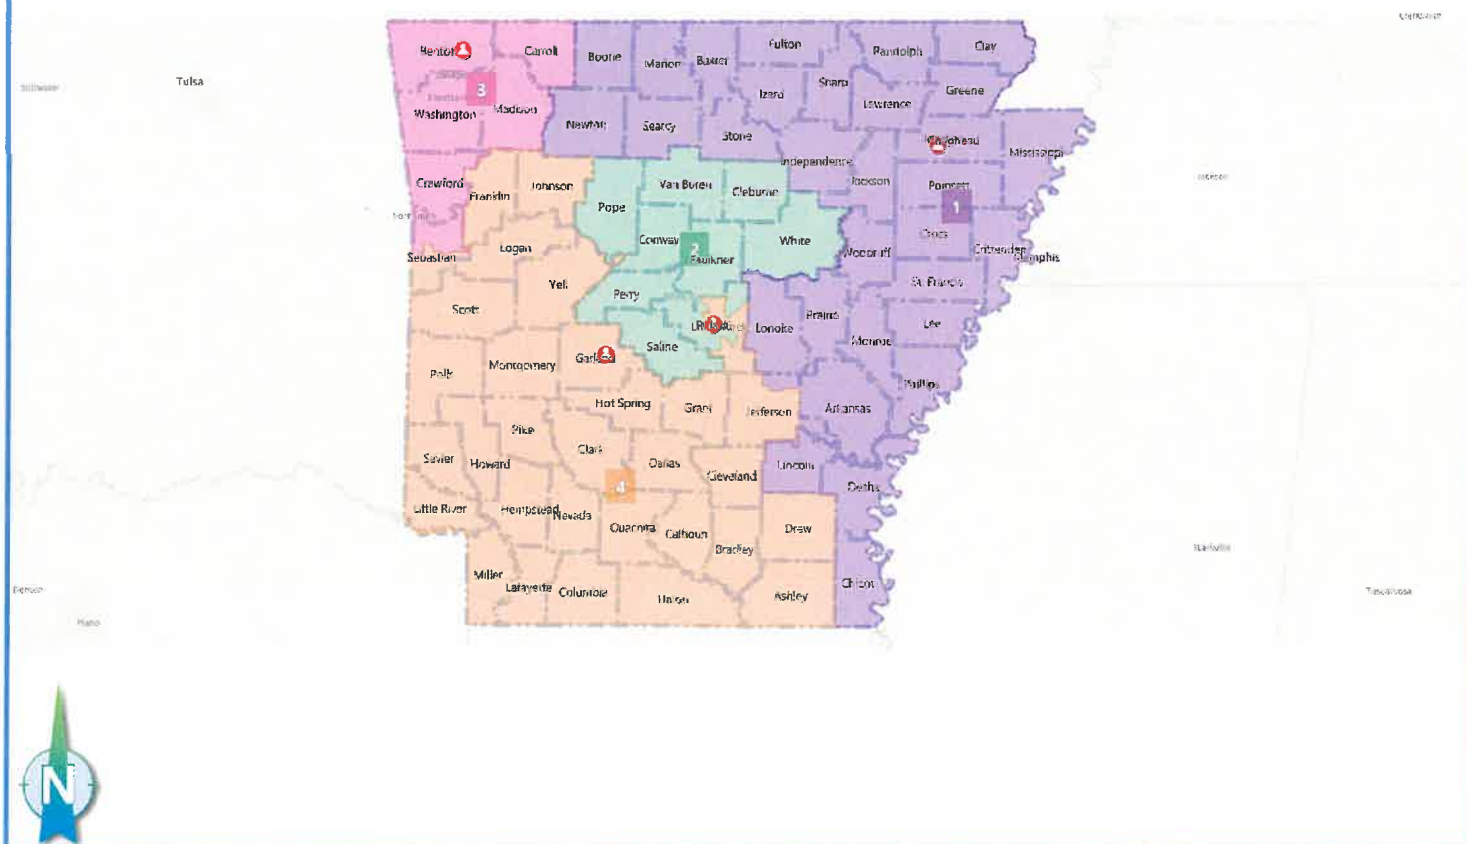 Benton
Carroll
Boone
Marion
Baxter
Fulton
Randolph
Clay
Tulsa
3
Izard
Sharp
Lawrence
Greene
Washington
Madison
Newton
Searcy
Stone
Independence
Jackson
Mississippi
Crawford
Franklin
Johnson
Van Buren
Cleburne
Poinsett
Pope
1
Cross
Sebastian
Logan
Conway
2
Faulkner
White
Woodruff
Crittenden
Memphis
Yell
Perry
St. Francis
Scott
Saline
Lonoke
Prairie
Monroe
Lee
Polk
Montgomery
Garland
Phillips
Hot Spring
Grant
Jefferson
Arkansas
Pike
Clark
Dallas
Cleveland
Lincoln
Desha
Sevier
Howard
4
Little River
Hempstead
Nevada
Ouachita
Calhoun
Bradley
Drew
Miller
Lafayette
Columbia
Union
Ashley
Chicot
Tuscaloosa
N